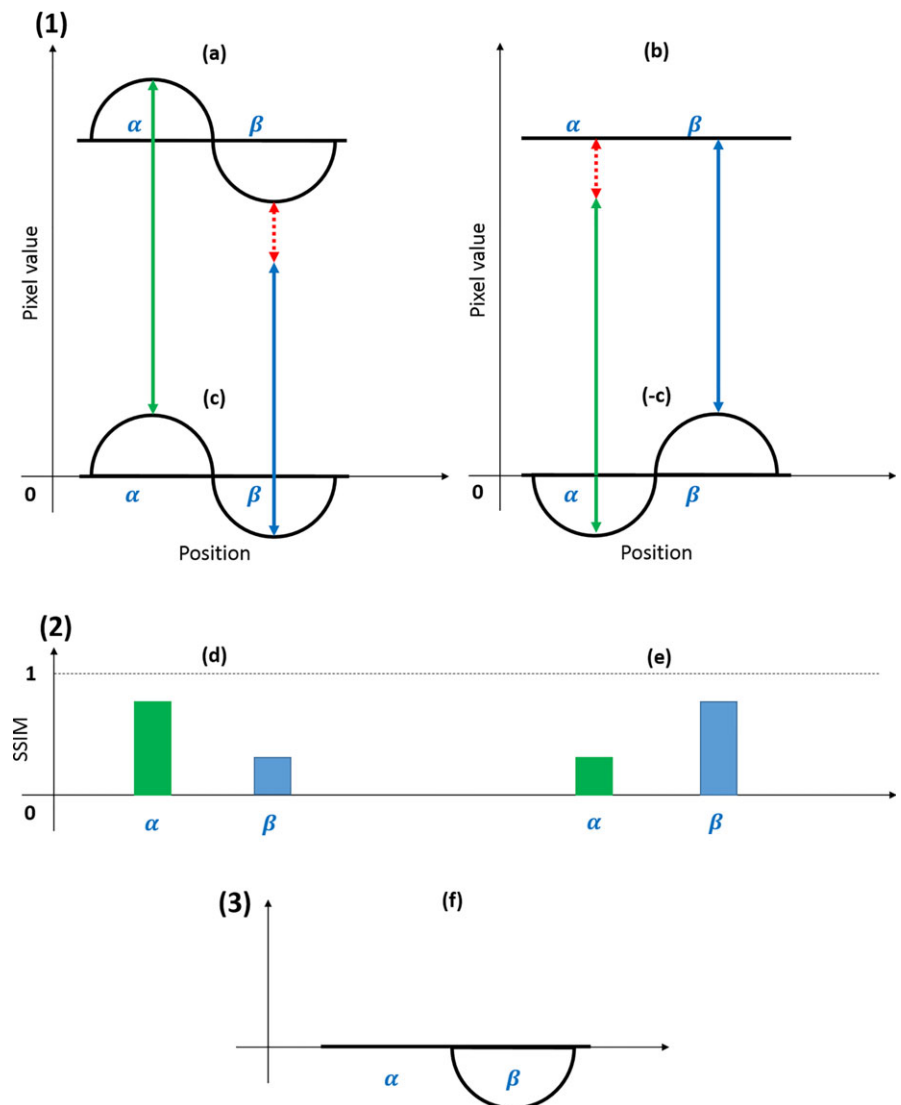 (1)
(a)
(b)
α
β
α
β
Pixel value
Pixel value
(c)
(-c)
0
α
β
0
α
β
Position
Position
(2)
(d)
(e)
1
SSIM
0
α
β
α
β
(3)
(f)
α
β